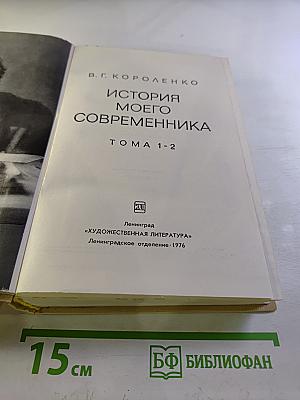 В. Г. КОРОЛЕНКО
ИСТОРИЯ
МОЕГО
СОВРЕМЕННИКА
ТОМА 1-2
Ленинград
«ХУДОЖЕСТВЕННАЯ ЛИТЕРАТУРА»
Ленинградское отделение · 1976
15 см
БФ БИБЛИОФАН